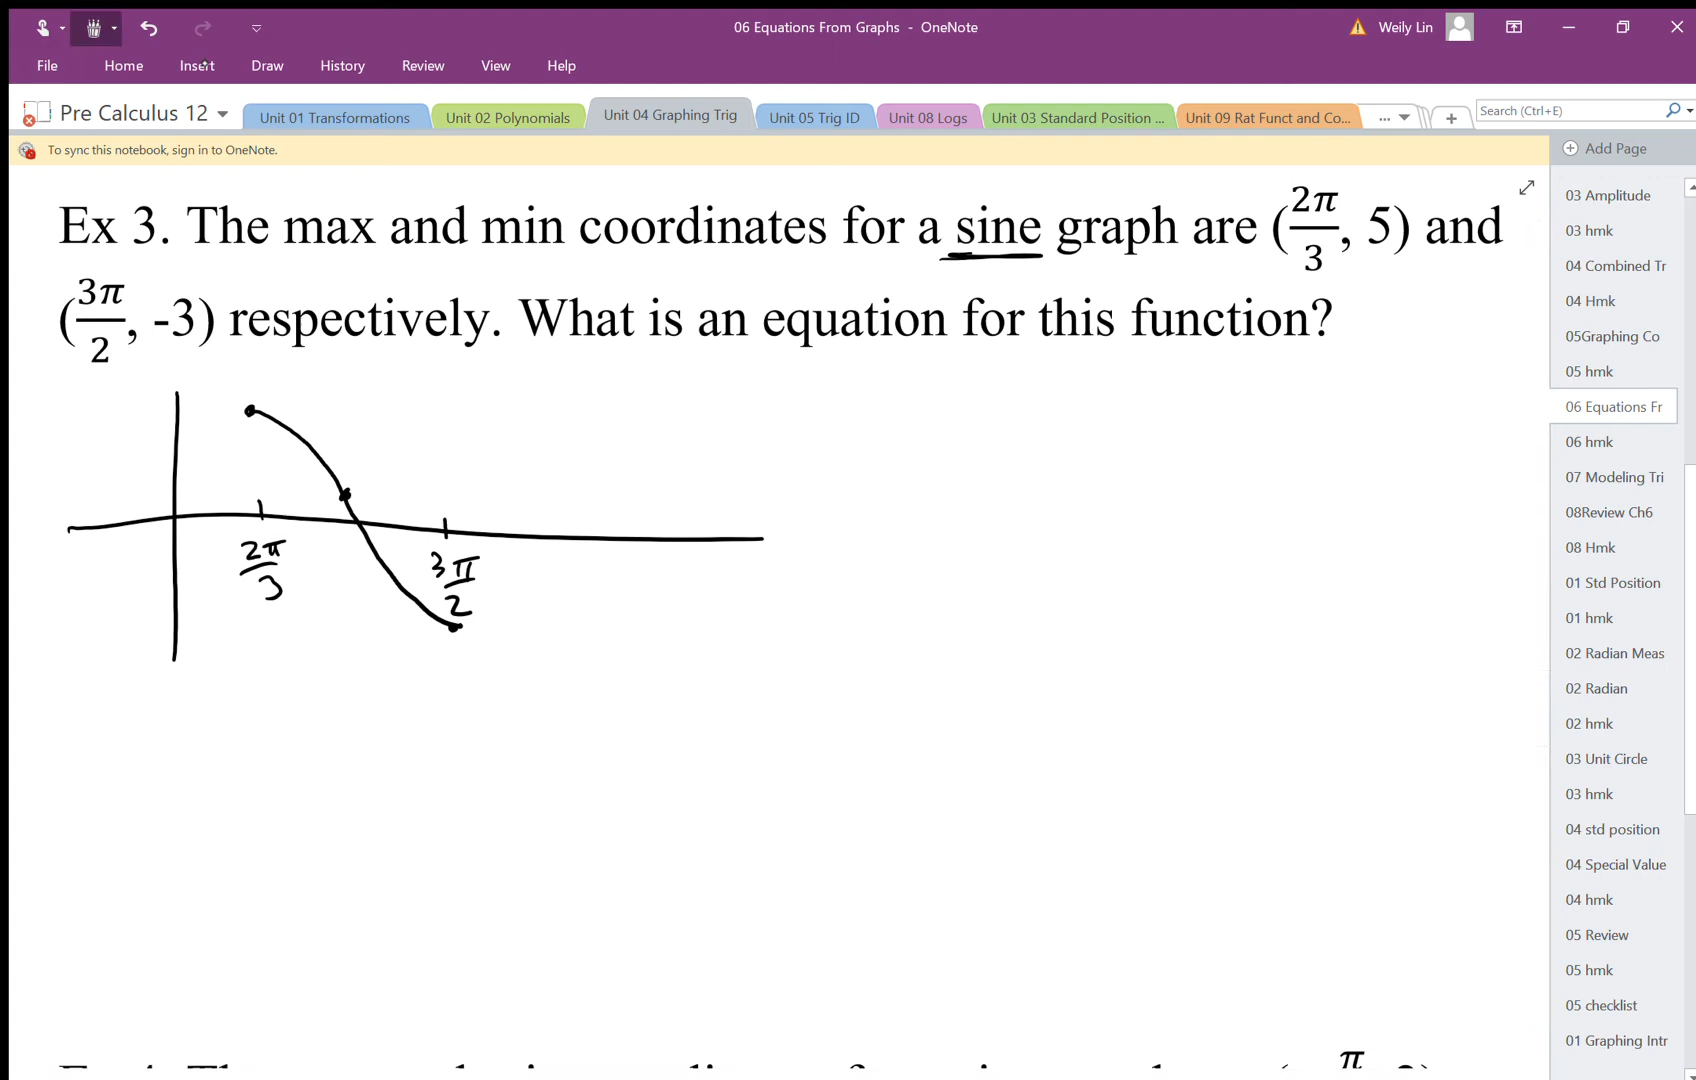 06 Equations From Graphs - OneNote
Weily Lin
File Home Insert Draw History Review View Help
Pre Calculus 12
Unit 01 Transformations
Unit 02 Polynomials
Unit 04 Graphing Trig
Unit 05 Trig ID
Unit 08 Logs
Unit 03 Standard Position ...
Unit 09 Rat Funct and Co...
...
Search (Ctrl+E)
To sync this notebook, sign in to OneNote.
Add Page
Ex 3. The max and min coordinates for a sine graph are (2π/3, 5) and
(3π/2, -3) respectively. What is an equation for this function?
2π/3
3π/2
03 Amplitude
03 hmk
04 Combined Tr
04 Hmk
05Graphing Co
05 hmk
06 Equations Fr
06 hmk
07 Modeling Tri
08Review Ch6
08 Hmk
01 Std Position
01 hmk
02 Radian Meas
02 Radian
02 hmk
03 Unit Circle
03 hmk
04 std position
04 Special Value
04 hmk
05 Review
05 hmk
05 checklist
01 Graphing Intr